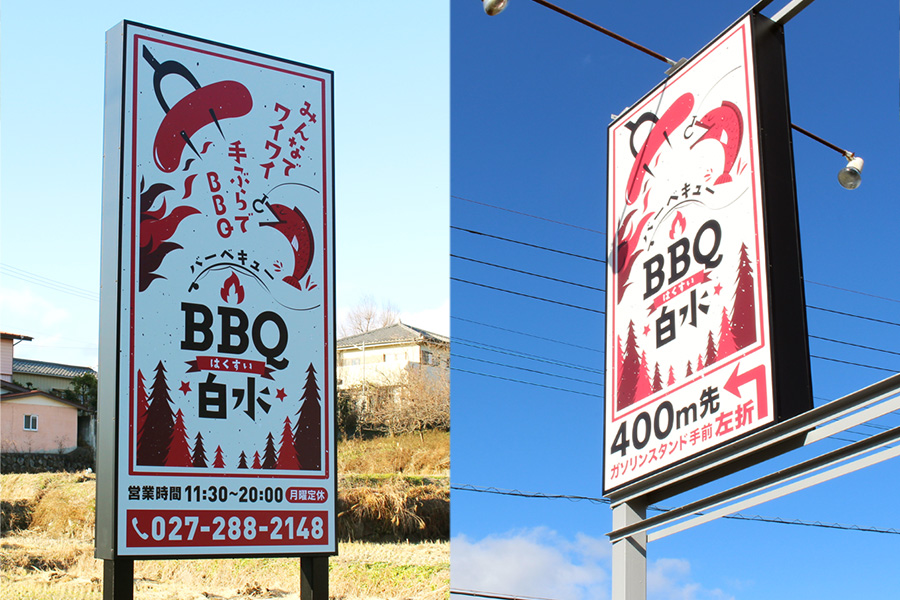 みんなで
ワイワイ
手ぶらで
BBQ
バーベキュー
BBQ
はくすい
白水
営業時間 11:30~20:00 月曜定休
027-288-2148
バーベキュー
BBQ
はくすい
白水
400m先
ガソリンスタンド手前 左折